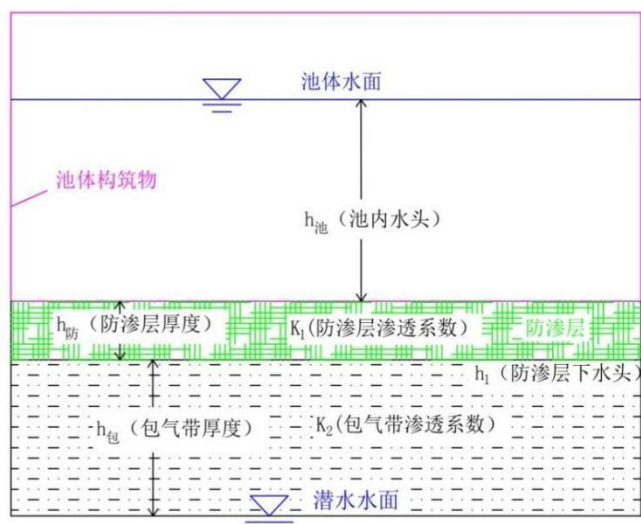 池体水面
池体构筑物
h池（池内水头）
h防（防渗层厚度） K₁(防渗层渗透系数) 防渗层
h₁（防渗层下水头）
h包（包气带厚度） K₂(包气带渗透系数)
潜水水面